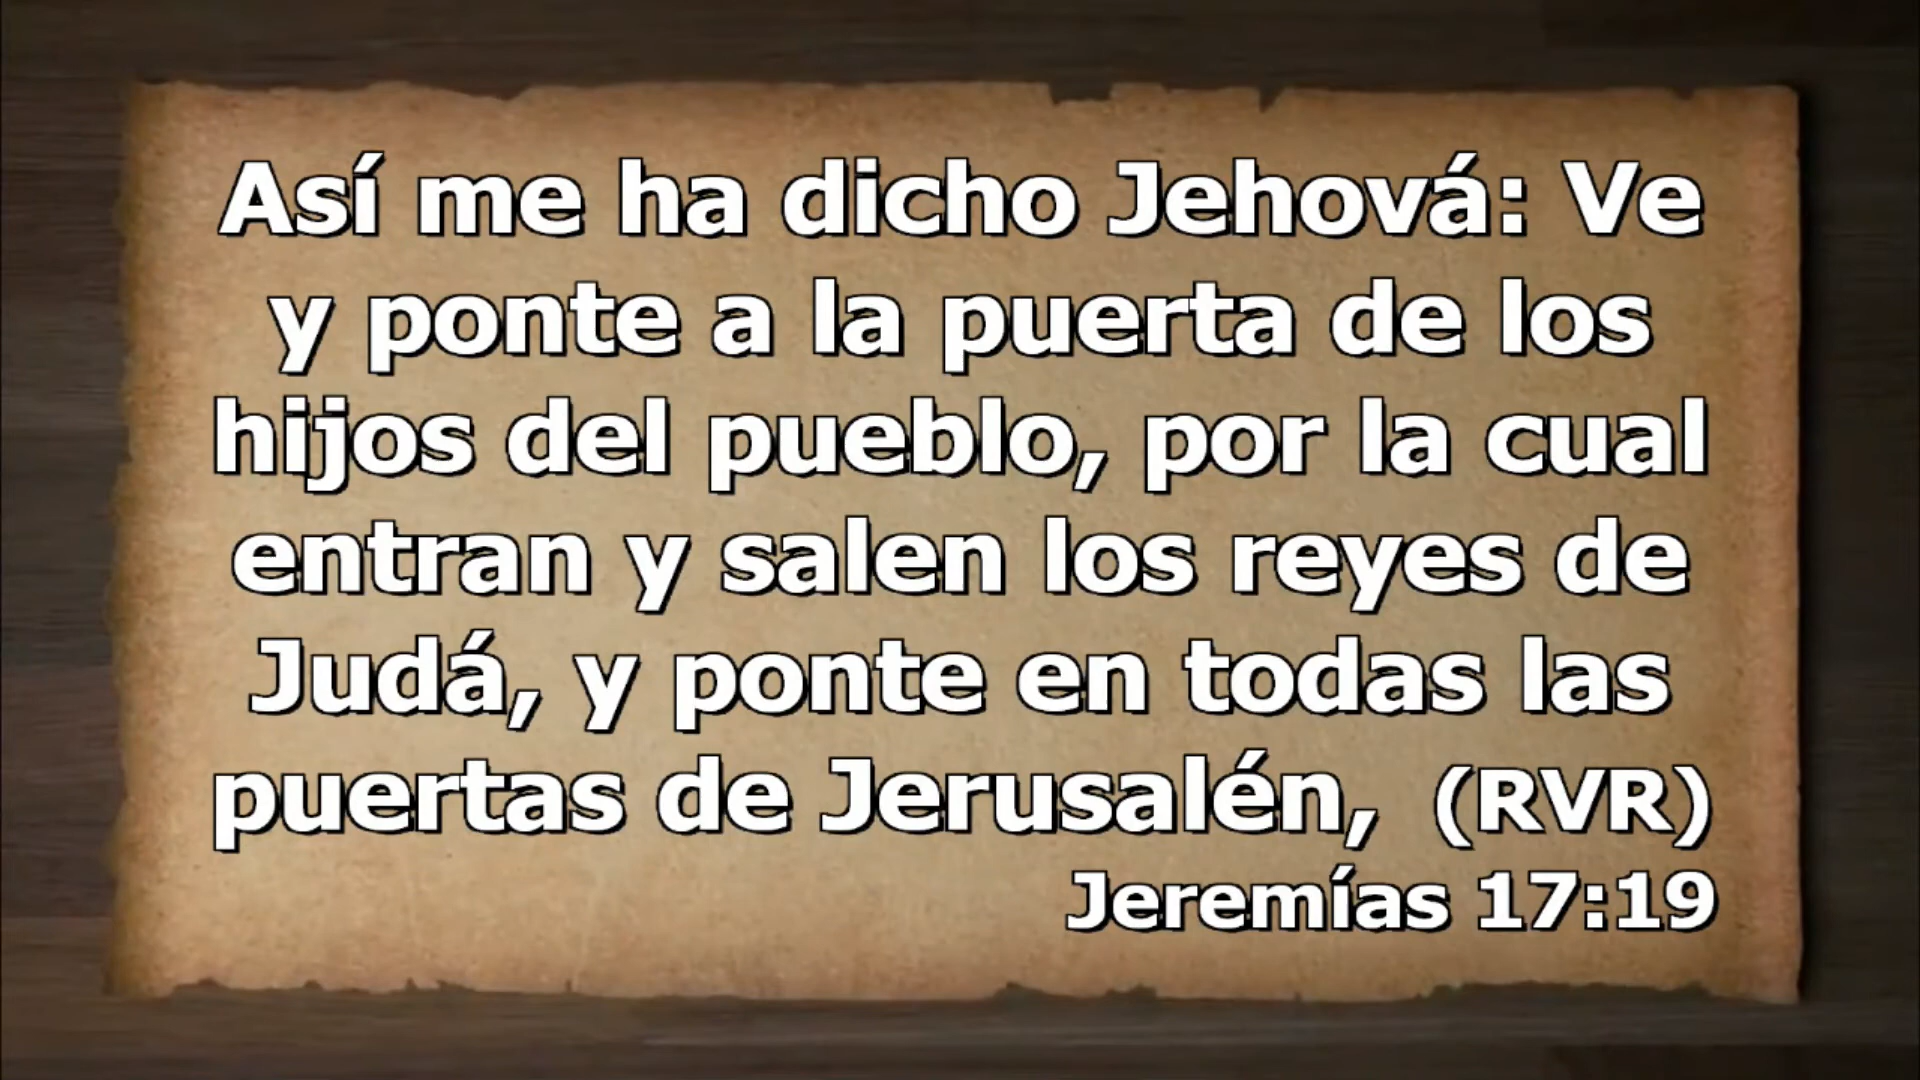 Así me ha dicho Jehová: Ve
y ponte a la puerta de los
hijos del pueblo, por la cual
entran y salen los reyes de
Judá, y ponte en todas las
puertas de Jerusalén, (RVR)
Jeremías 17:19